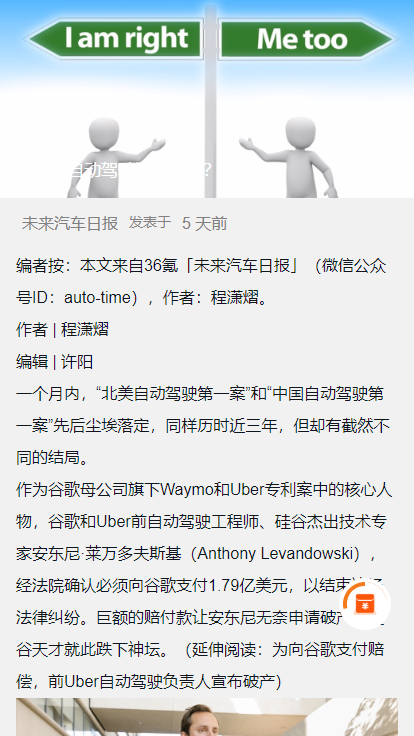 I am right
Me too
自动驾
?
未来汽车日报 发表于 5 天前
编者按：本文来自36氪「未来汽车日报」（微信公众
号ID：auto-time），作者：程潇熠。
作者 | 程潇熠
编辑 | 许阳
一个月内，“北美自动驾驶第一案”和“中国自动驾驶第
一案”先后尘埃落定，同样历时近三年，但却有截然不
同的结局。
作为谷歌母公司旗下Waymo和Uber专利案中的核心人
物，谷歌和Uber前自动驾驶工程师、硅谷杰出技术专
家安东尼·莱万多夫斯基（Anthony Levandowski），
经法院确认必须向谷歌支付1.79亿美元，以结束
法律纠纷。巨额的赔付款让安东尼无奈申请破
谷天才就此跌下神坛。（延伸阅读：为向谷歌支付赔
偿，前Uber自动驾驶负责人宣布破产）